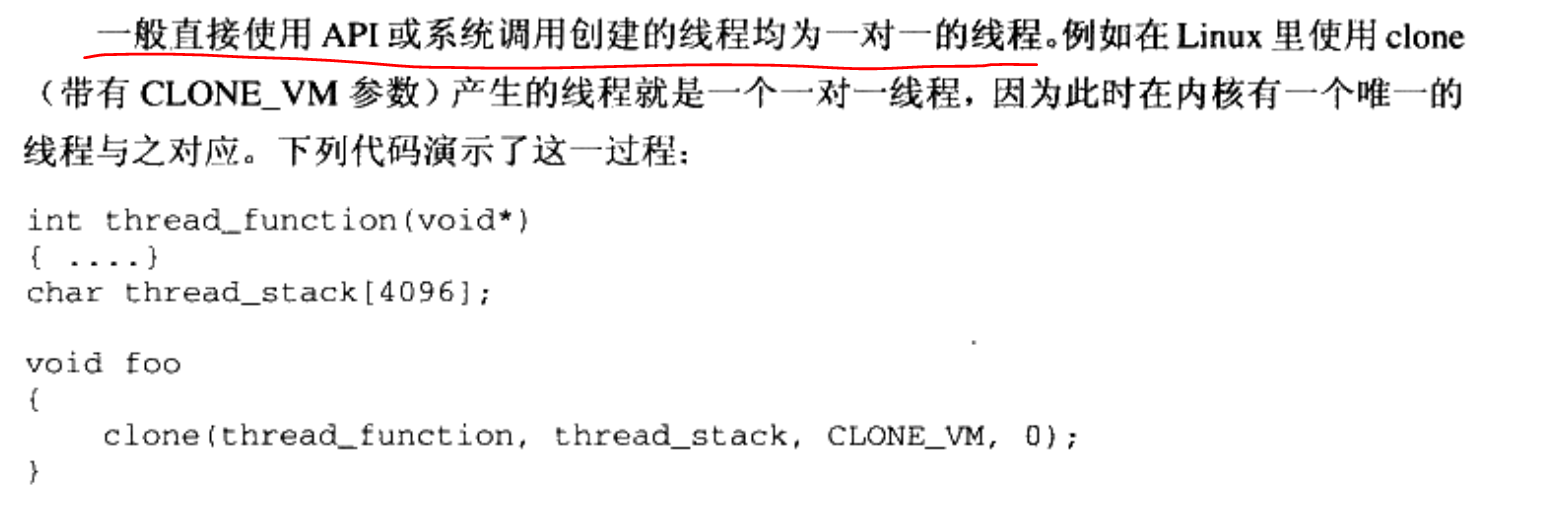 一般直接使用 API 或系统调用创建的线程均为一对一的线程。例如在 Linux 里使用 clone
（带有 CLONE_VM 参数）产生的线程就是一个一对一线程，因为此时在内核有一个唯一的
线程与之对应。下列代码演示了这一过程：
int thread_function(void*)
{ ....}
char thread_stack[4096];
void foo
{
    clone(thread_function, thread_stack, CLONE_VM, 0);
}